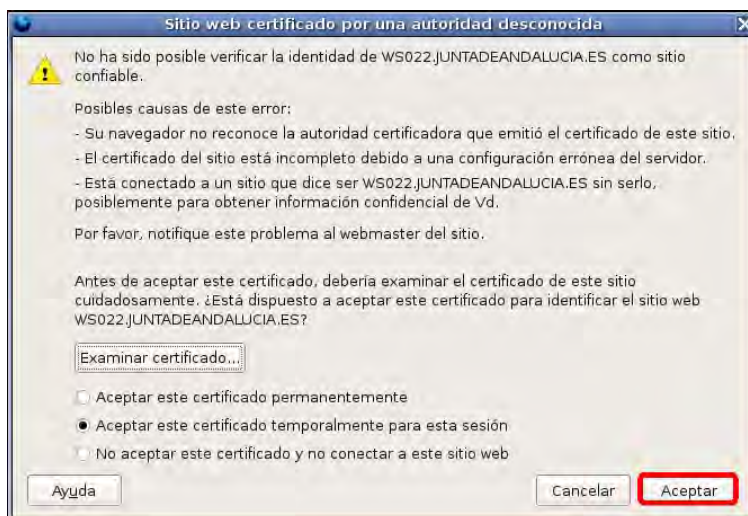 Sitio web certificado por una autoridad desconocida
No ha sido posible verificar la identidad de WS022.JUNTADEANDALUCIA.ES como sitio
confiable.
Posibles causas de este error:
- Su navegador no reconoce la autoridad certificadora que emitió el certificado de este sitio.
- El certificado del sitio está incompleto debido a una configuración errónea del servidor.
- Está conectado a un sitio que dice ser WS022.JUNTADEANDALUCIA.ES sin serlo,
posiblemente para obtener información confidencial de Vd.
Por favor, notifique este problema al webmaster del sitio.
Antes de aceptar este certificado, debería examinar el certificado de este sitio
cuidadosamente. ¿Está dispuesto a aceptar este certificado para identificar el sitio web
WS022.JUNTADEANDALUCIA.ES?
Examinar certificado...
Aceptar este certificado permanentemente
Aceptar este certificado temporalmente para esta sesión
No aceptar este certificado y no conectar a este sitio web
Ayuda Cancelar Aceptar